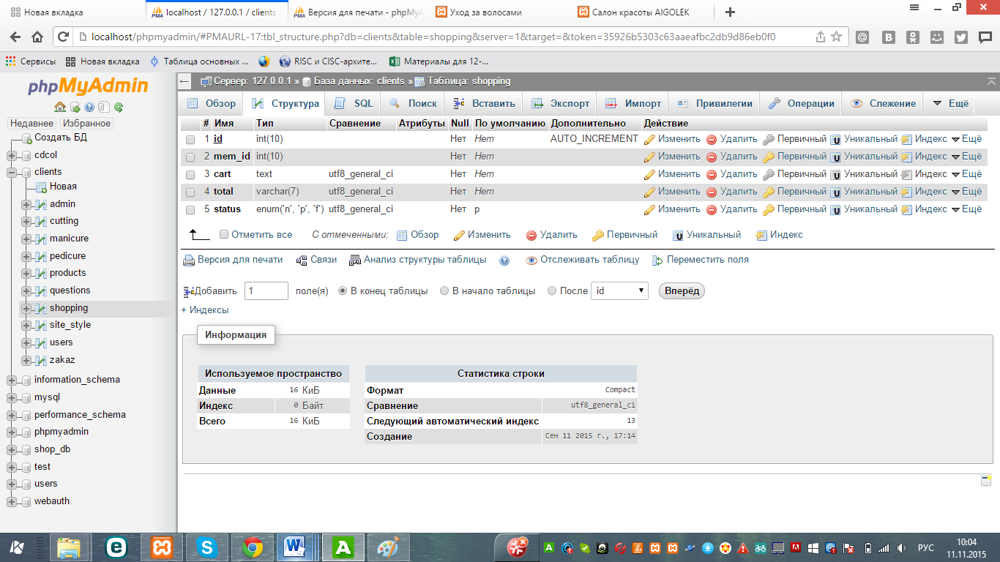 Новая вкладка
localhost / 127.0.0.1 / clients
Версия для печати - phpMyA
Уход за волосами
Салон красоты AIGOLEK
localhost/phpmyadmin/#PMAURL-17:tbl_structure.php?db=clients&table=shopping&server=1&target=&token=35926b5303c63aaeafbc2db9d86eb0f0
Сервисы
Новая вкладка
Таблица основных ...
RISC и CISC-архите...
Материалы для 12-...
phpMyAdmin
Недавнее Избранное
Создать БД
cdcol
clients
Новая
admin
cutting
manicure
pedicure
products
questions
shopping
site_style
users
zakaz
information_schema
mysql
performance_schema
phpmyadmin
shop_db
test
users
webauth
Сервер: 127.0.0.1 » База данных: clients » Таблица: shopping
Обзор Структура SQL Поиск Вставить Экспорт Импорт Привилегии Операции Слежение Ещё
# Имя Тип Сравнение Атрибуты Null По умолчанию Дополнительно Действие
1 id int(10) Нет Нет AUTO_INCREMENT Изменить Удалить Первичный Уникальный Индекс Ещё
2 mem_id int(10) Нет Нет Изменить Удалить Первичный Уникальный Индекс Ещё
3 cart text utf8_general_ci Нет Нет Изменить Удалить Первичный Уникальный Индекс Ещё
4 total varchar(7) utf8_general_ci Нет Нет Изменить Удалить Первичный Уникальный Индекс Ещё
5 status enum('n', 'p', 'f') utf8_general_ci Нет p Изменить Удалить Первичный Уникальный Индекс Ещё
Отметить все С отмеченными: Обзор Изменить Удалить Первичный Уникальный Индекс
Версия для печати Связи Анализ структуры таблицы Отслеживать таблицу Переместить поля
Добавить 1 поле(я) В конец таблицы В начало таблицы После id Вперёд
+ Индексы
Информация
Используемое пространство
Данные 16 КиБ
Индекс 0 Байт
Всего 16 КиБ
Статистика строки
Формат Compact
Сравнение utf8_general_ci
Следующий автоматический индекс 13
Создание Сен 11 2015 г., 17:14
РУС
10:04
11.11.2015